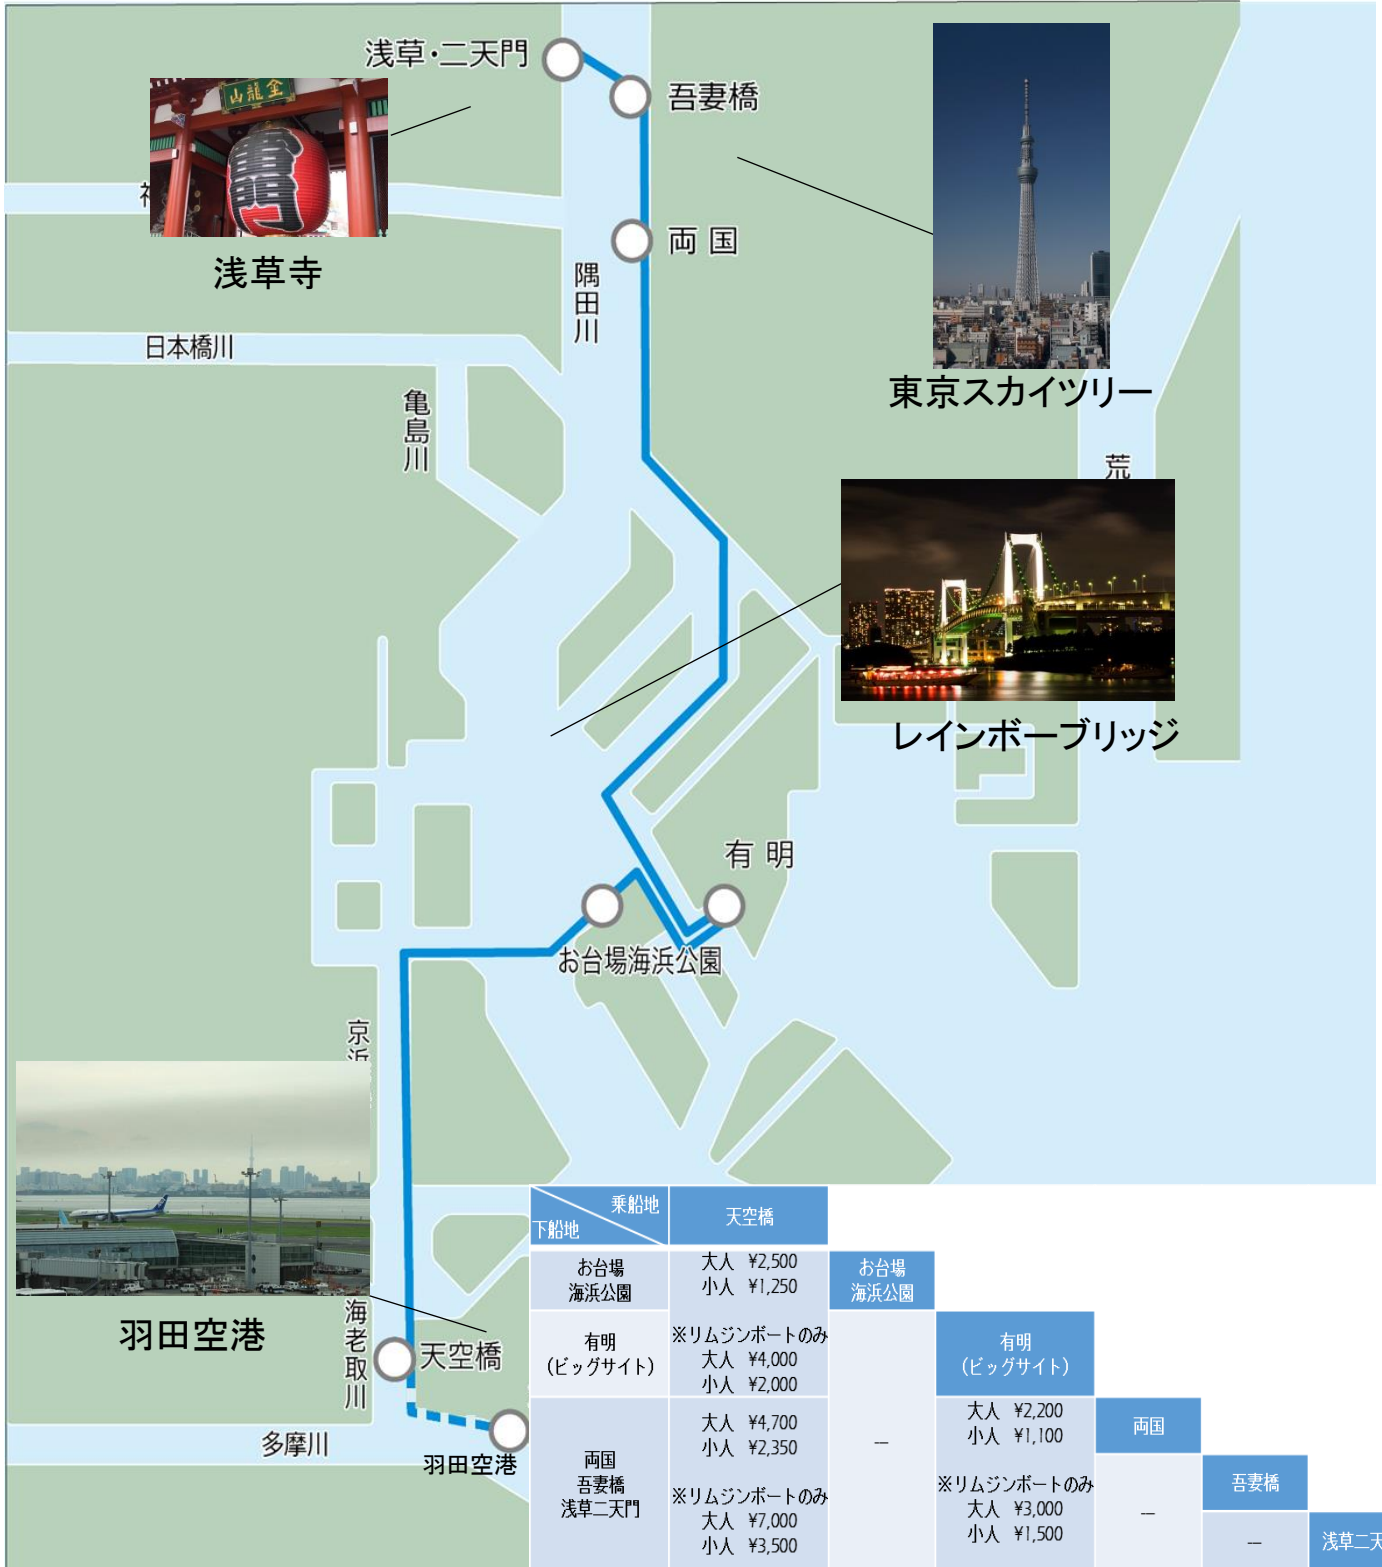 浅草・二天門
吾妻橋
金龍山
雷門
浅草寺
両国
隅田川
日本橋川
亀島川
東京スカイツリー
荒
レインボーブリッジ
有明
お台場海浜公園
京浜
羽田空港
海老取川
天空橋
多摩川
羽田空港
乗船地
下船地
天空橋
お台場
海浜公園
大人 ¥2,500
小人 ¥1,250
お台場
海浜公園
有明
(ビッグサイト)
※リムジンボートのみ
大人 ¥4,000
小人 ¥2,000
有明
(ビッグサイト)
両国
吾妻橋
浅草二天門
大人 ¥4,700
小人 ¥2,350
※リムジンボートのみ
大人 ¥7,000
小人 ¥3,500
---
大人 ¥2,200
小人 ¥1,100
※リムジンボートのみ
大人 ¥3,000
小人 ¥1,500
両国
---
吾妻橋
---
浅草二天